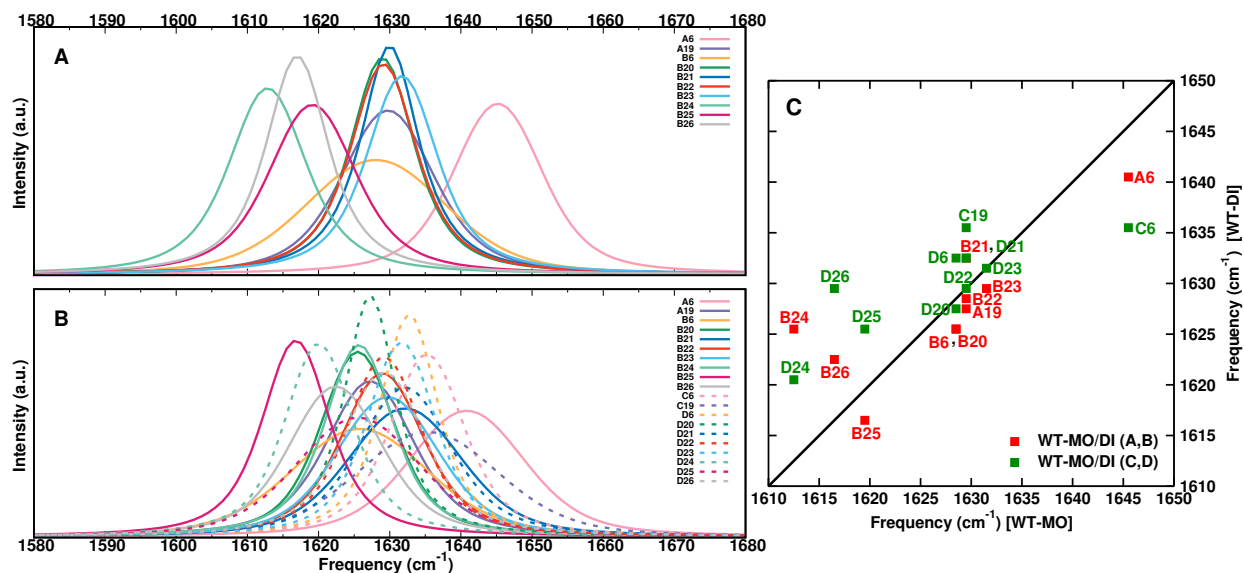 1580 1590 1600 1610 1620 1630 1640 1650 1660 1670 1680
A
Intensity (a.u.)
A6
A19
B6
B20
B21
B22
B23
B24
B25
B26
B
Intensity (a.u.)
A6
A19
B6
B20
B21
B22
B23
B24
B25
B26
C6
C19
D6
D20
D21
D22
D23
D24
D25
D26
1580 1590 1600 1610 1620 1630 1640 1650 1660 1670 1680
Frequency (cm-1)
C
1650
1645
1640
1635
1630
1625
1620
1615
1610
Frequency (cm-1) [WT-DI]
A6
C19
C6
B21,D21
D6
D23
D26
D22
B23
B22
B24
D25
D20
A19
B6,B20
B26
D24
B25
WT-MO/DI (A,B)
WT-MO/DI (C,D)
1610 1615 1620 1625 1630 1635 1640 1645 1650
Frequency (cm-1) [WT-MO]